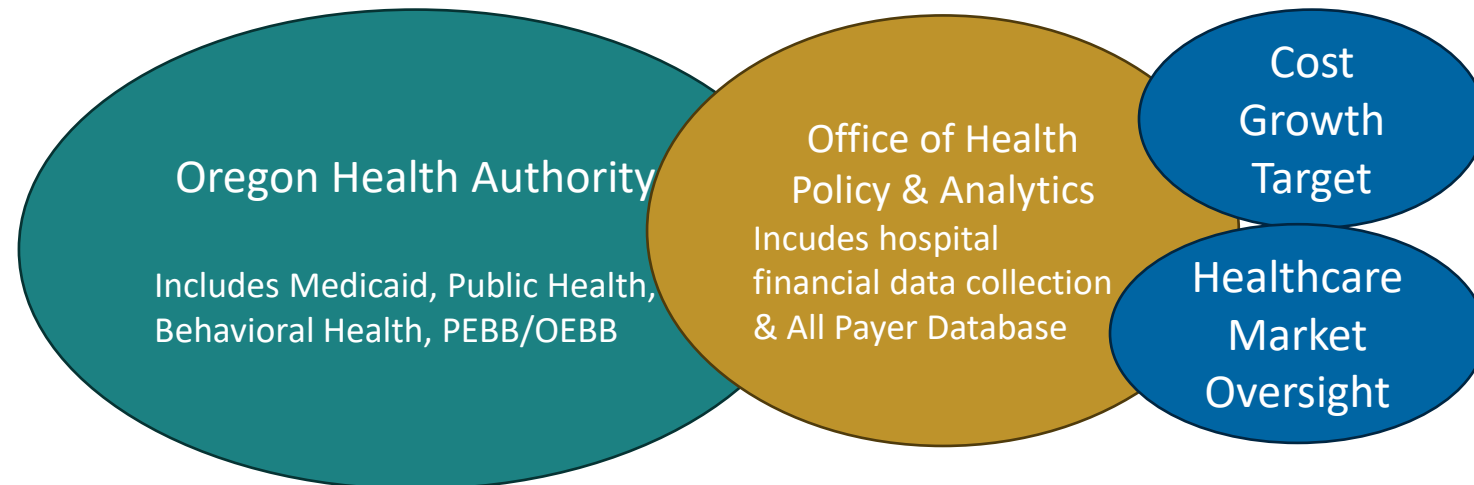 Oregon Health Authority
Includes Medicaid, Public Health,
Behavioral Health, PEBB/OEBB
Office of Health
Policy & Analytics
Incudes hospital
financial data collection
& All Payer Database
Cost
Growth
Target
Healthcare
Market
Oversight